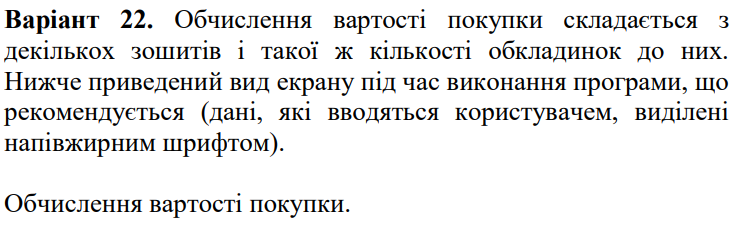 Варіант 22. Обчислення вартості покупки складається з
декількох зошитів і такої ж кількості обкладинок до них.
Нижче приведений вид екрану під час виконання програми, що
рекомендується (дані, які вводяться користувачем, виділені
напівжирним шрифтом).
Обчислення вартості покупки.